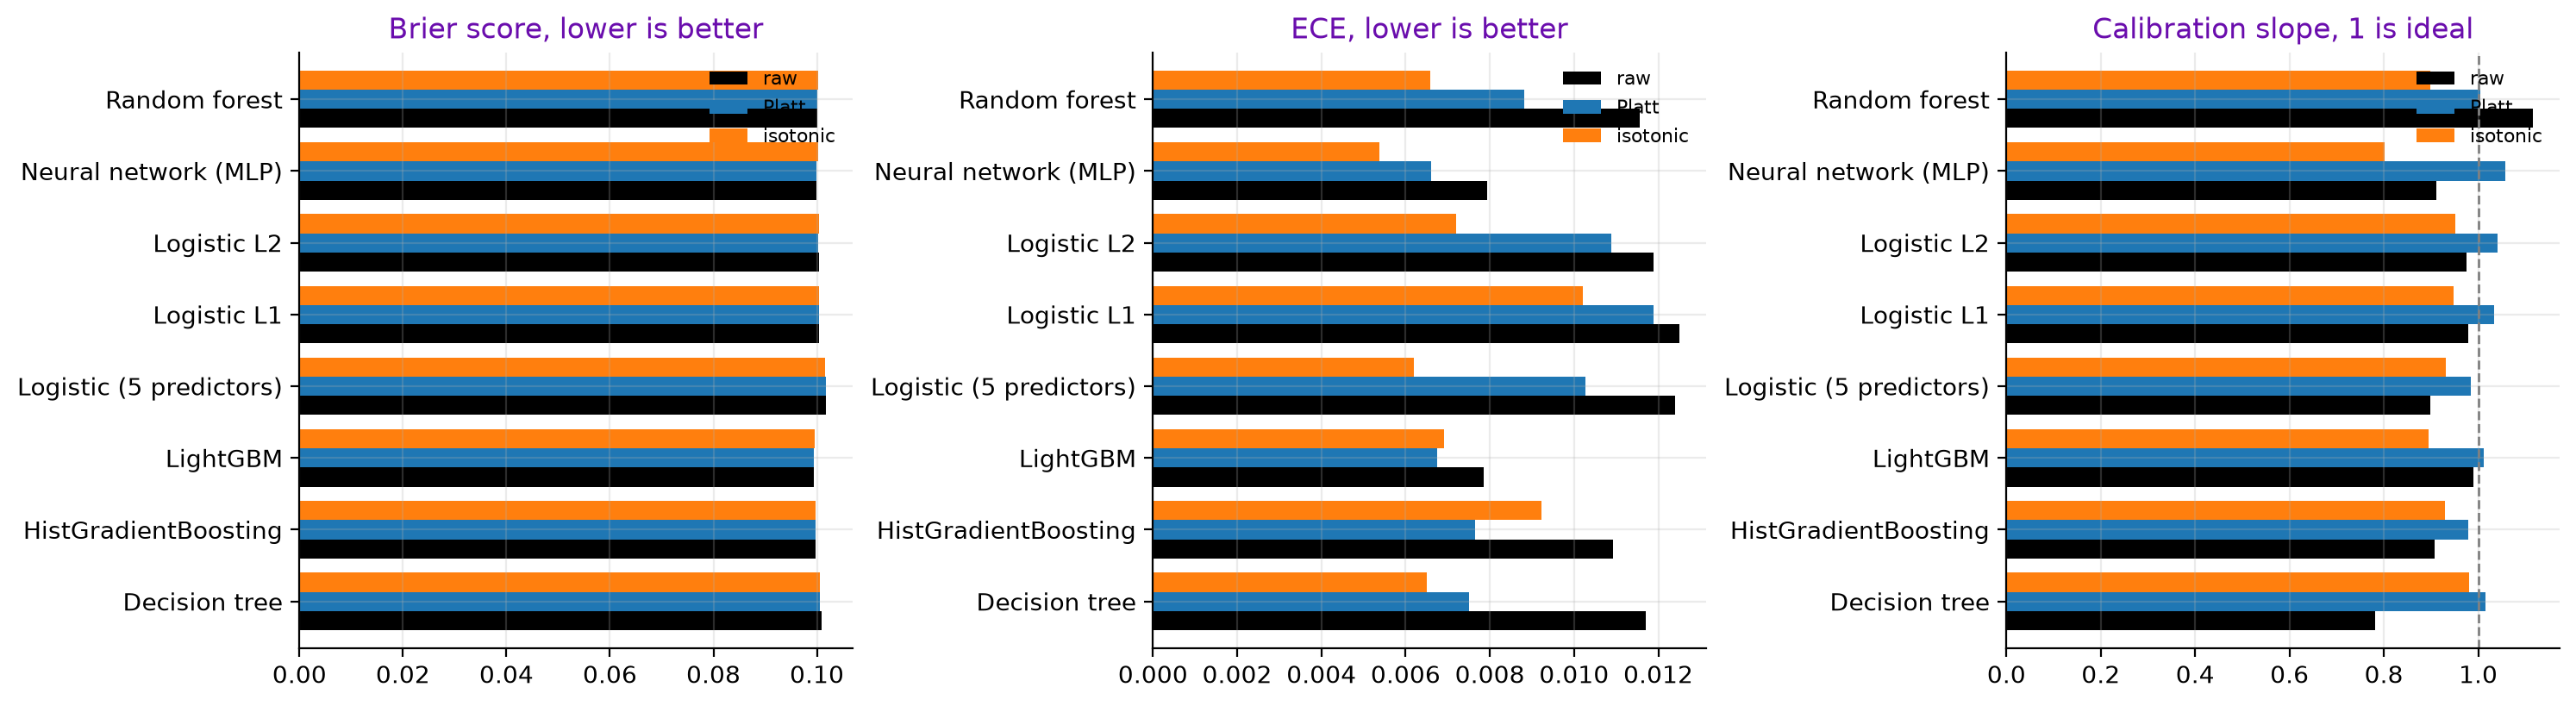 Brier score, lower is better
raw
Platt
isotonic
Random forest
Neural network (MLP)
Logistic L2
Logistic L1
Logistic (5 predictors)
LightGBM
HistGradientBoosting
Decision tree
0.00 0.02 0.04 0.06 0.08 0.10
ECE, lower is better
raw
Platt
isotonic
Random forest
Neural network (MLP)
Logistic L2
Logistic L1
Logistic (5 predictors)
LightGBM
HistGradientBoosting
Decision tree
0.000 0.002 0.004 0.006 0.008 0.010 0.012
Calibration slope, 1 is ideal
raw
Platt
isotonic
Random forest
Neural network (MLP)
Logistic L2
Logistic L1
Logistic (5 predictors)
LightGBM
HistGradientBoosting
Decision tree
0.0 0.2 0.4 0.6 0.8 1.0